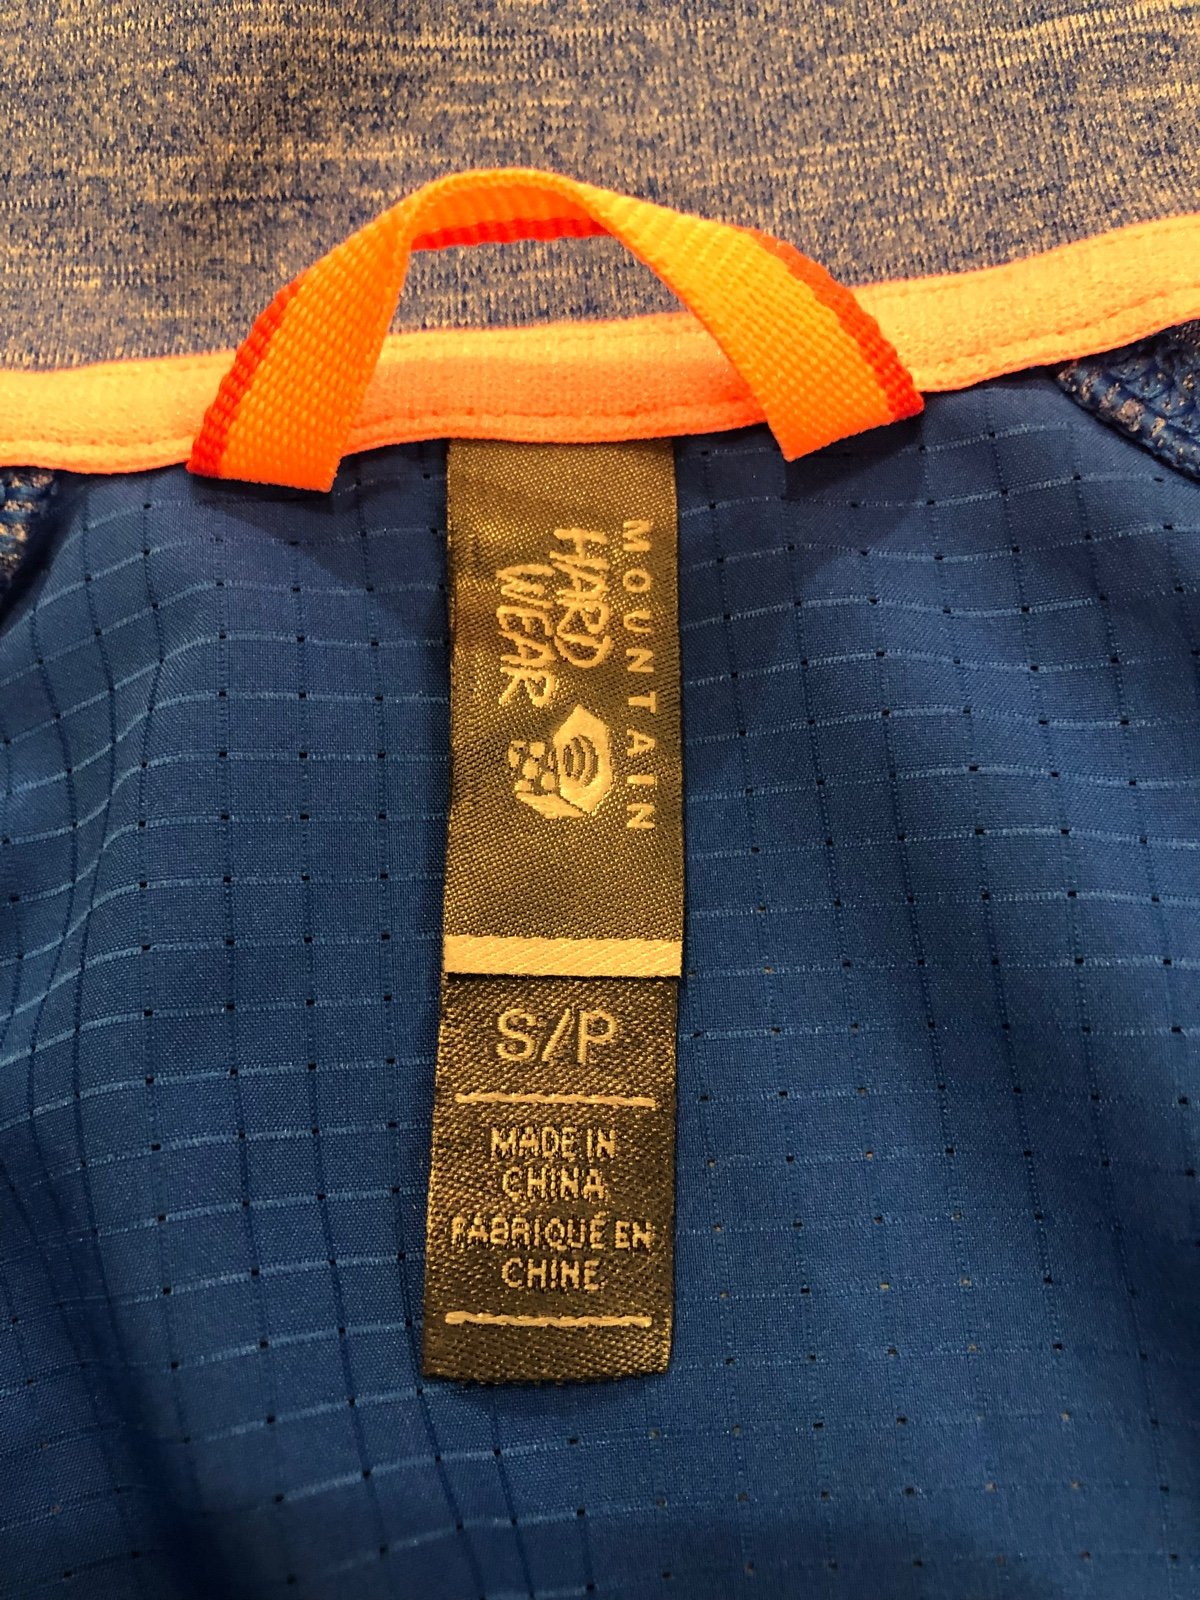 MOUNTAIN
HARD
WEAR
S/P
MADE IN
CHINA
FABRIQUÉ EN
CHINE